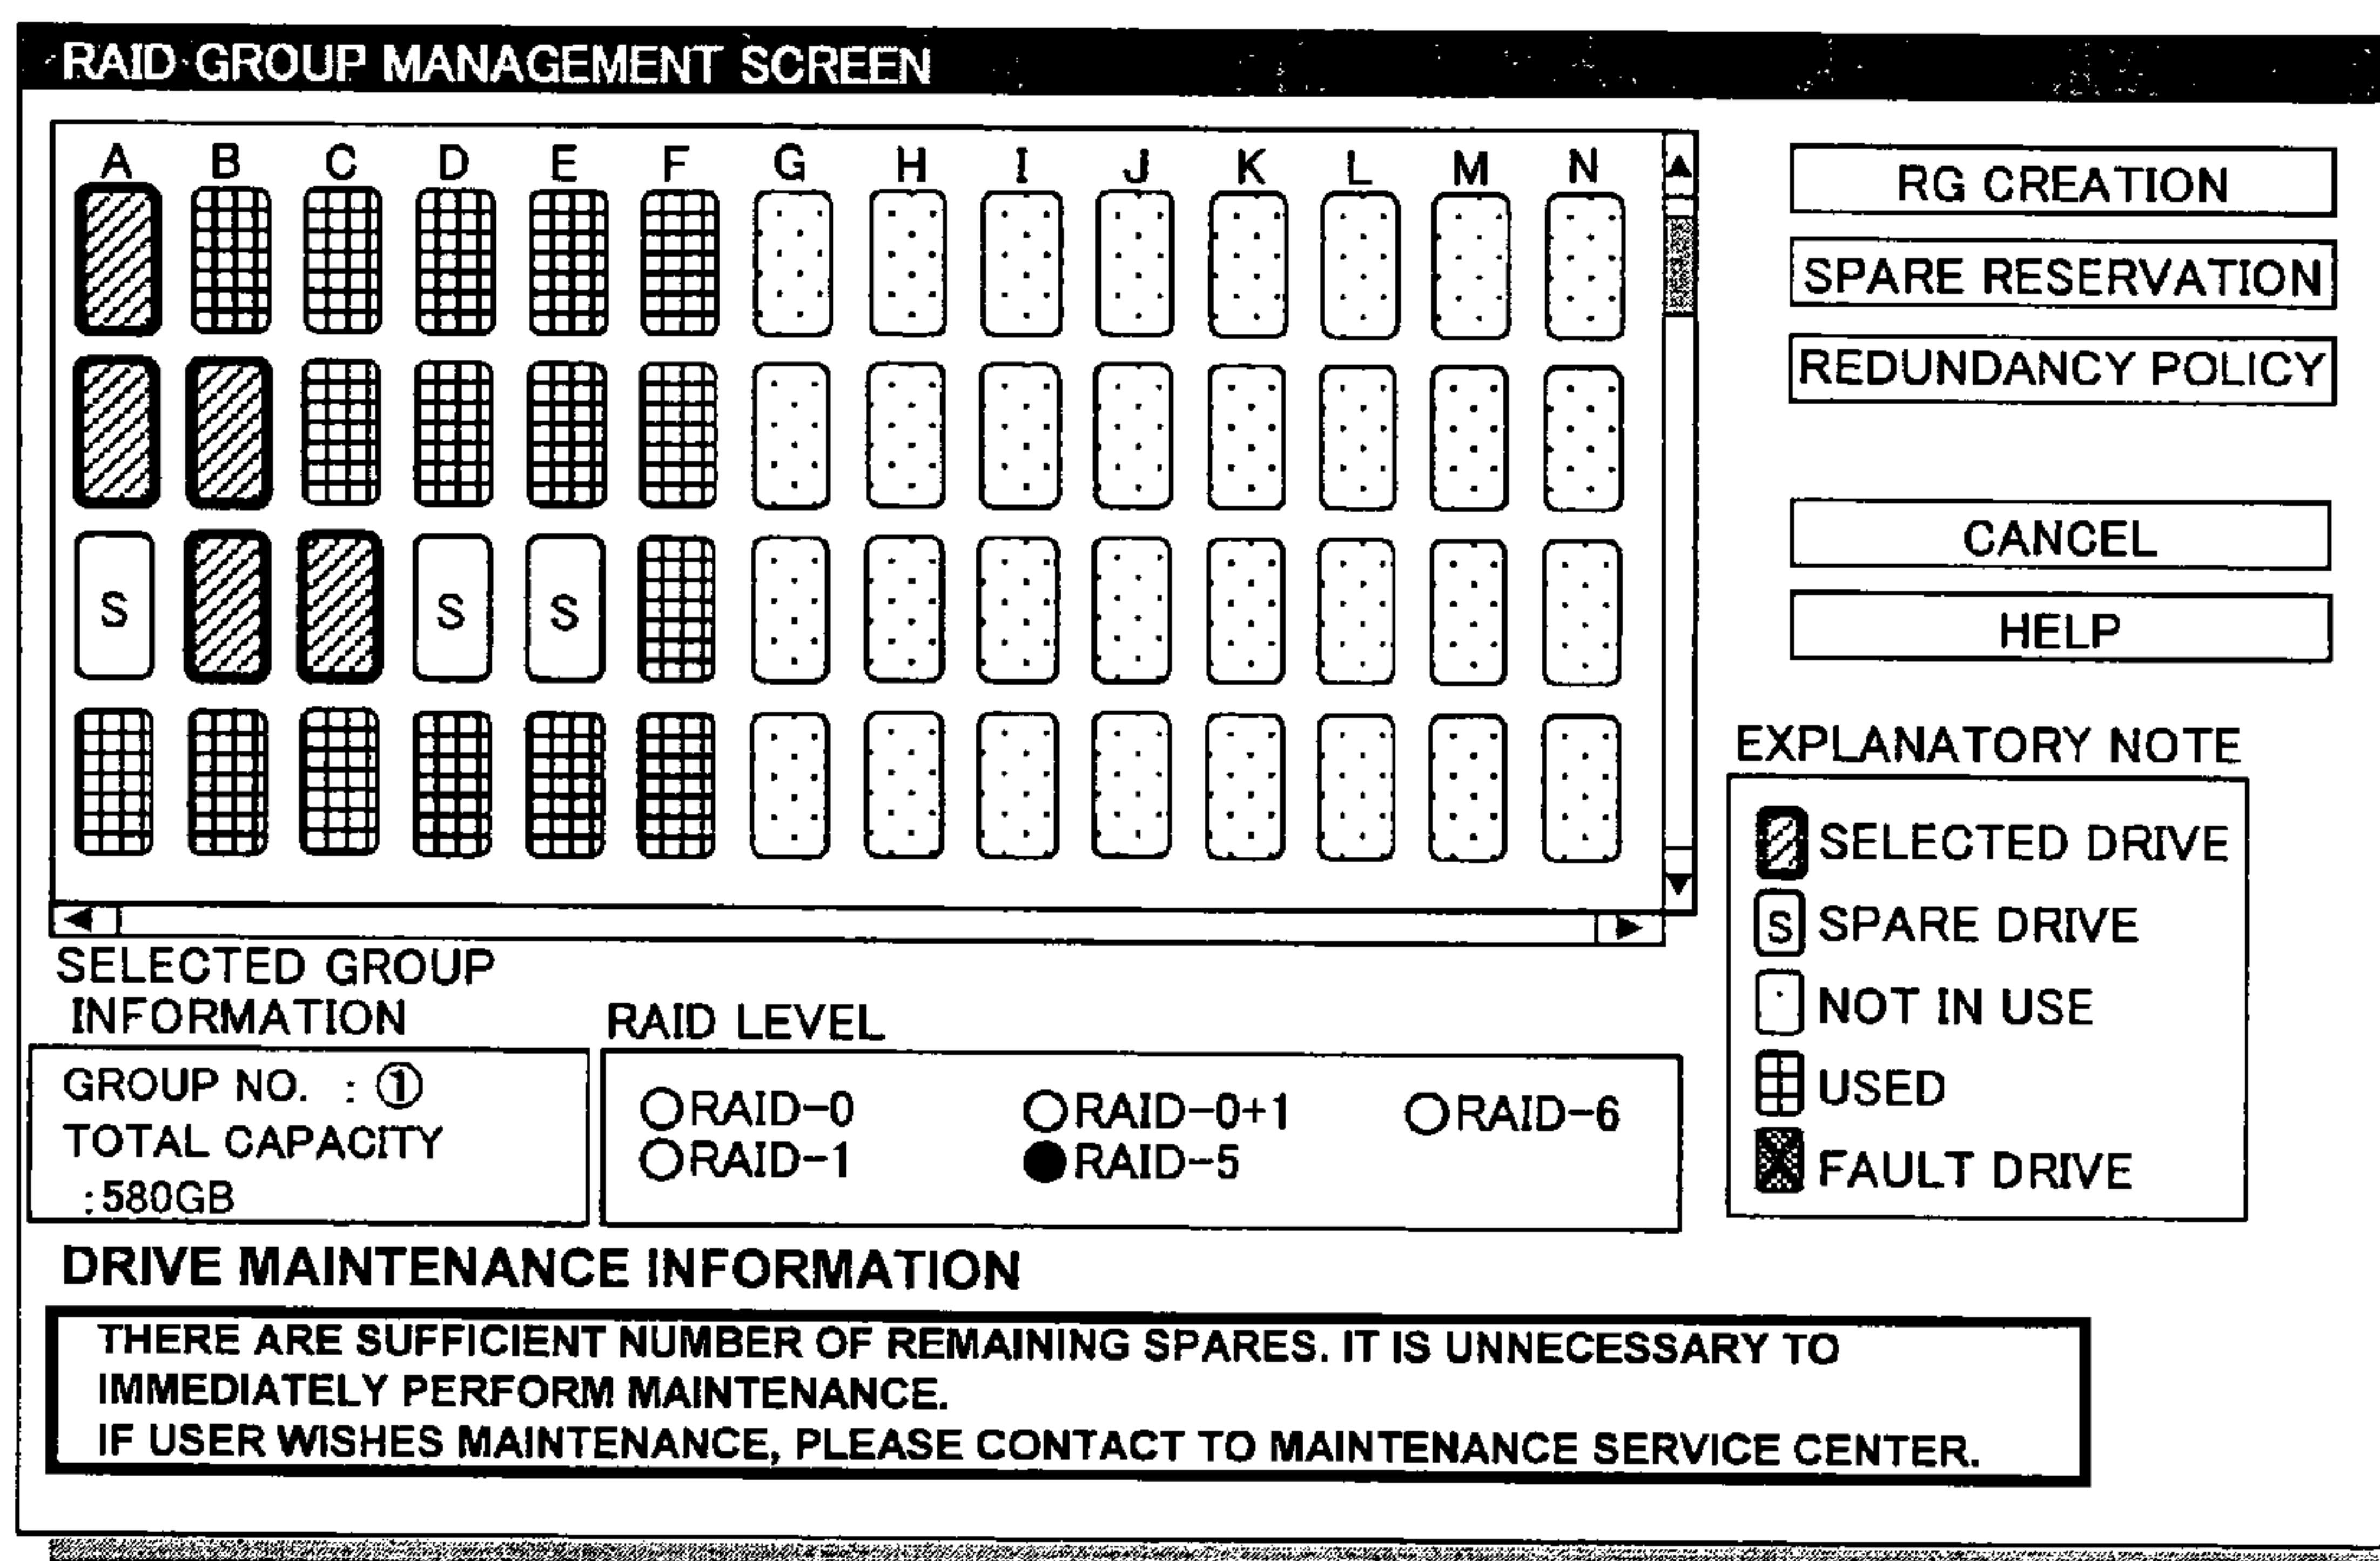 RAID GROUP MANAGEMENT SCREEN
A B C D E F G H I J K L M N
S S S
RG CREATION
SPARE RESERVATION
REDUNDANCY POLICY
CANCEL
HELP
EXPLANATORY NOTE
SELECTED DRIVE
S SPARE DRIVE
NOT IN USE
USED
FAULT DRIVE
SELECTED GROUP
INFORMATION
GROUP NO. : ①
TOTAL CAPACITY
:580GB
RAID LEVEL
RAID-0 RAID-0+1 RAID-6
RAID-1 RAID-5
DRIVE MAINTENANCE INFORMATION
THERE ARE SUFFICIENT NUMBER OF REMAINING SPARES. IT IS UNNECESSARY TO
IMMEDIATELY PERFORM MAINTENANCE.
IF USER WISHES MAINTENANCE, PLEASE CONTACT TO MAINTENANCE SERVICE CENTER.